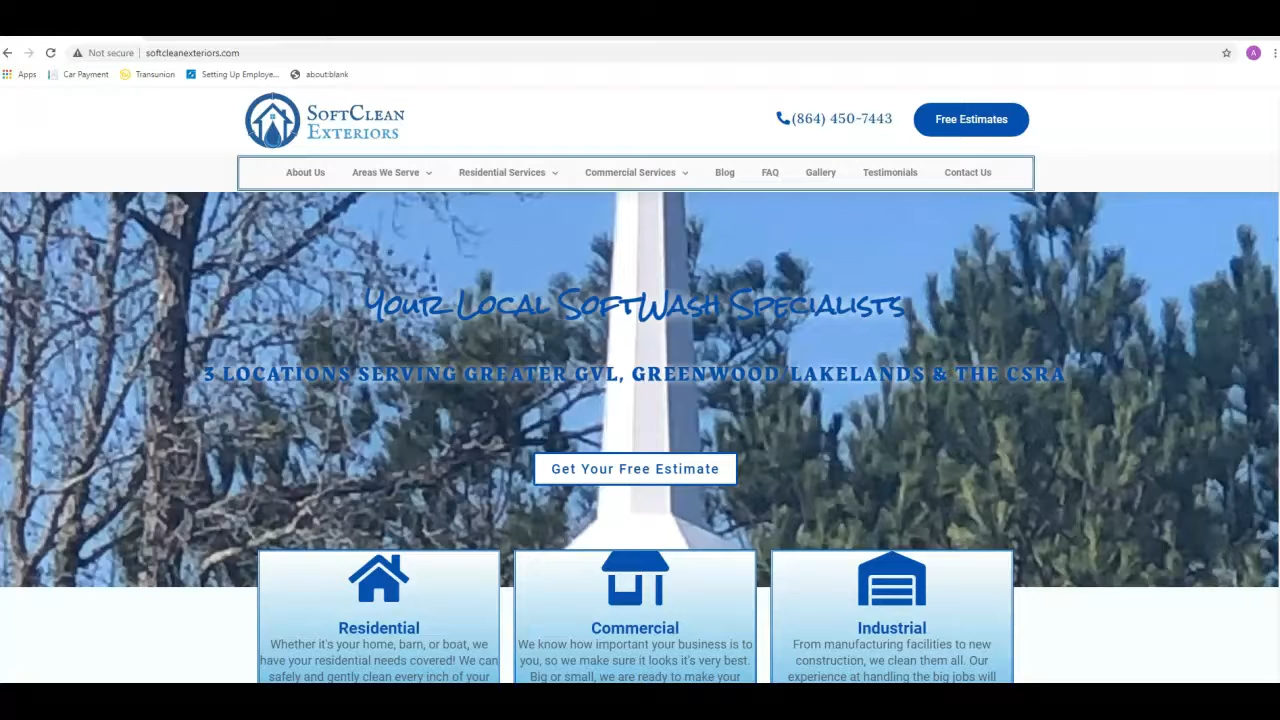 Not secure softcleanexteriors.com A
Apps Car Payment Transunion Setting Up Employe... about:blank
SOFTCLEAN
EXTERIORS
(864) 450-7443
Free Estimates
About Us Areas We Serve Residential Services Commercial Services Blog FAQ Gallery Testimonials Contact Us
Your Local SoftWash Specialists
3 LOCATIONS SERVING GREATER GVL, GREENWOOD/LAKELANDS & THE CSRA
Get Your Free Estimate
Residential
Whether it's your home, barn, or boat, we
have your residential needs covered! We can
safely and gently clean every inch of your
Commercial
We know how important your business is to
you, so we make sure it looks it's very best.
Big or small, we are ready to make your
Industrial
From manufacturing facilities to new
construction, we clean them all. Our
experience at handling the big jobs will